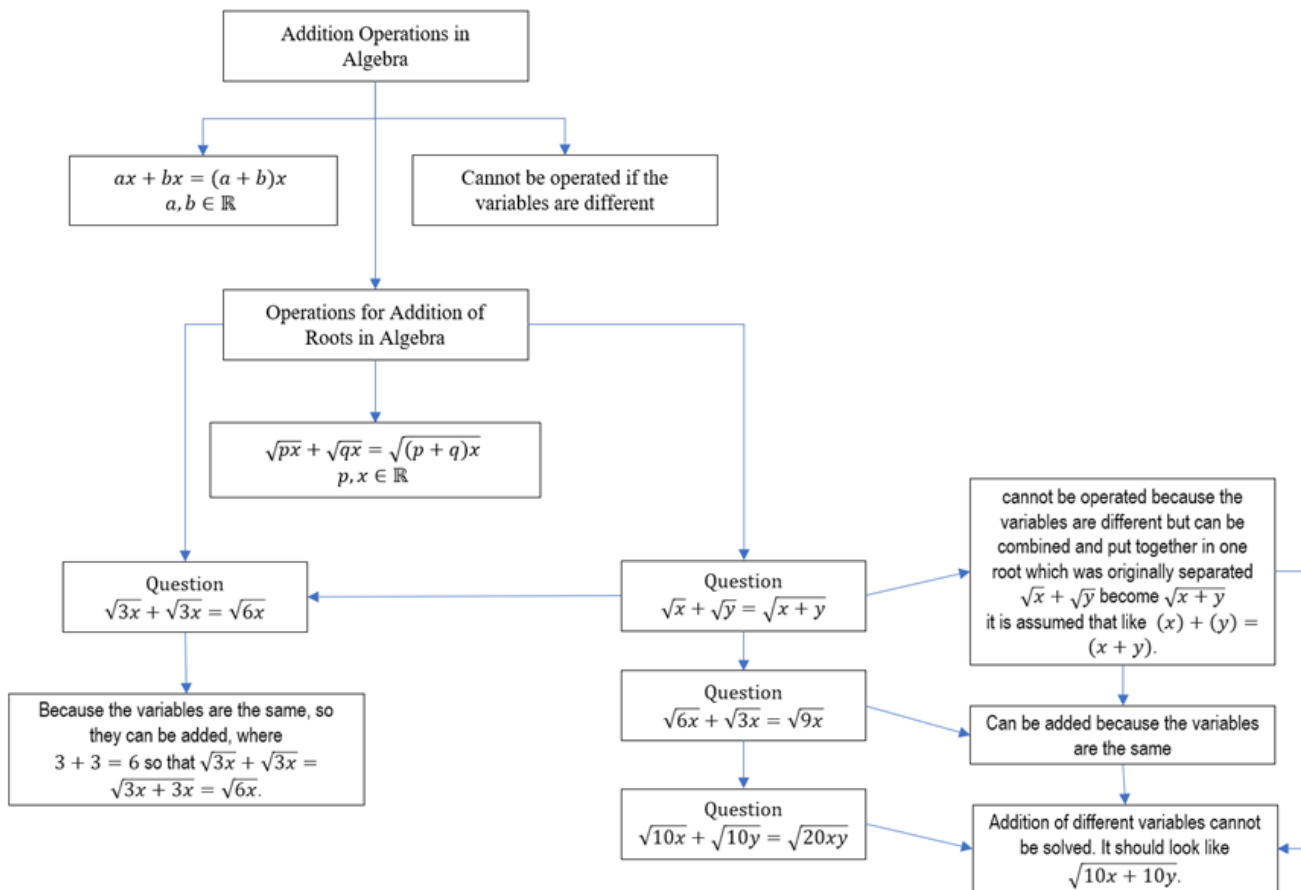 Addition Operations in
Algebra
ax + bx = (a + b)x
a, b ∈ ℝ
Cannot be operated if the
variables are different
Operations for Addition of
Roots in Algebra
√(px) + √(qx) = √((p + q)x)
p, x ∈ ℝ
Question
√(3x) + √(3x) = √(6x)
Because the variables are the same, so
they can be added, where
3 + 3 = 6 so that √(3x) + √(3x) =
√(3x + 3x) = √(6x).
Question
√x + √y = √(x + y)
cannot be operated because the
variables are different but can be
combined and put together in one
root which was originally separated
√x + √y become √(x + y)
it is assumed that like (x) + (y) =
(x + y).
Question
√(6x) + √(3x) = √(9x)
Can be added because the variables
are the same
Question
√(10x) + √(10y) = √(20xy)
Addition of different variables cannot
be solved. It should look like
√(10x + 10y).